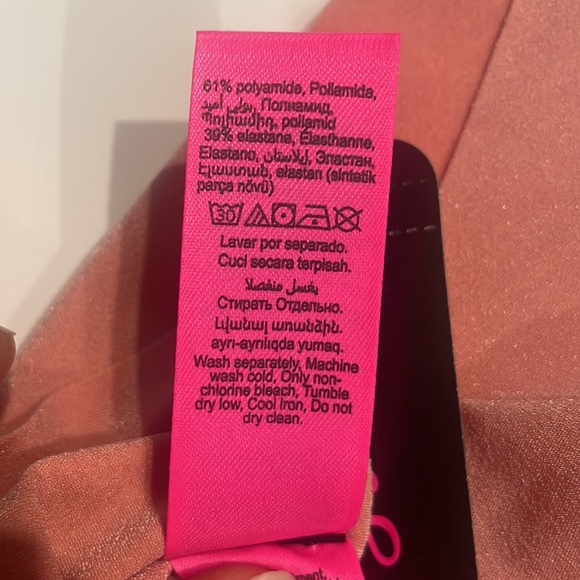 61% polyamide, Poliamida,
بولي أميد, Полиамид,
Պոլիամիդ, poliamid
39% elastane, Élasthanne,
Elastano, إيلاستان, Эластан,
Էլաստան, elastan (sintetik
parça növü)
30
Lavar por separado.
Cuci secara terpisah.
يغسل منفصلا
Стирать Отдельно.
Լվանալ առանձին.
ayrı-ayrılıqda yumaq.
Wash separately, Machine
wash cold, Only non-
chlorine bleach, Tumble
dry low, Cool Iron, Do not
dry clean.